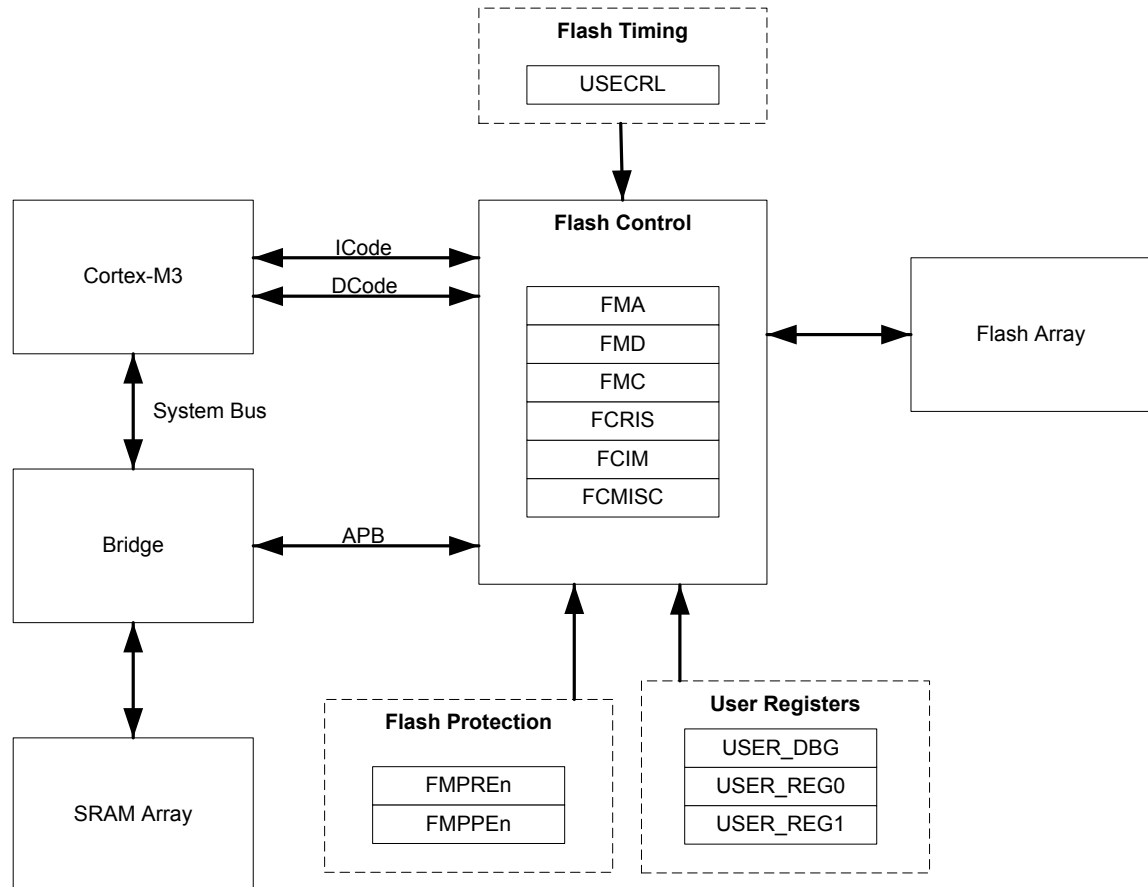 Flash Timing
USECRL
Cortex-M3
ICode
DCode
System Bus
Bridge
APB
SRAM Array
Flash Control
FMA
FMD
FMC
FCRIS
FCIM
FCMISC
Flash Array
Flash Protection
FMPREn
FMPPEn
User Registers
USER_DBG
USER_REG0
USER_REG1